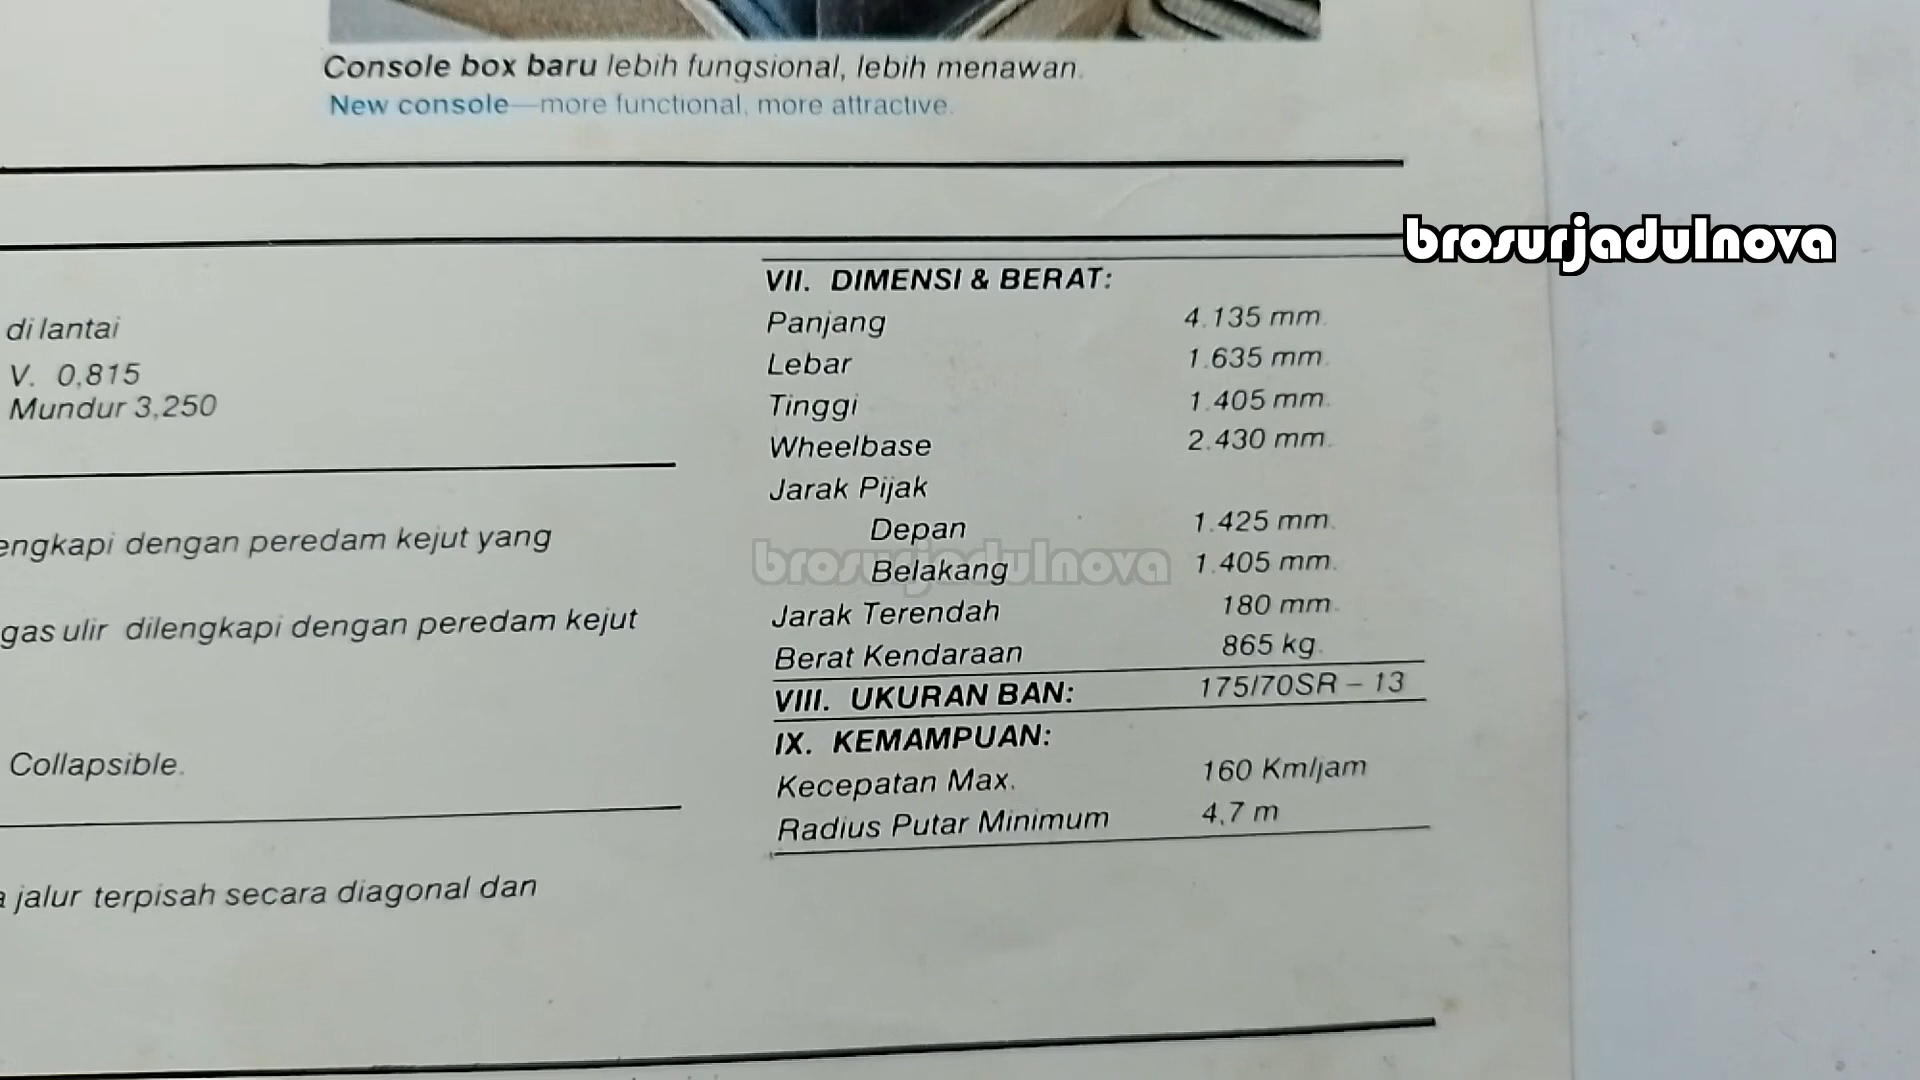 Console box baru lebih fungsional, lebih menawan.
New console—more functional, more attractive.
brosurjadulnova
di lantai
V. 0,815
Mundur 3,250
engkapi dengan peredam kejut yang
gas ulir dilengkapi dengan peredam kejut
Collapsible.
jalur terpisah secara diagonal dan
VII. DIMENSI & BERAT:
Panjang 4.135 mm.
Lebar 1.635 mm.
Tinggi 1.405 mm.
Wheelbase 2.430 mm.
Jarak Pijak
Depan 1.425 mm.
brosurjadulnova
Belakang 1.405 mm.
Jarak Terendah 180 mm.
Berat Kendaraan 865 kg.
VIII. UKURAN BAN: 175/70SR – 13
IX. KEMAMPUAN:
Kecepatan Max. 160 Km/jam
Radius Putar Minimum 4,7 m